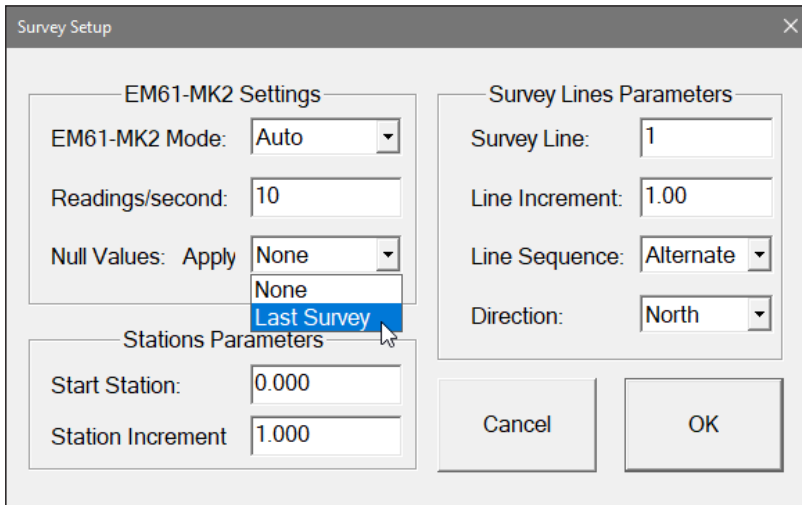 Survey Setup
EM61-MK2 Settings
EM61-MK2 Mode: Auto
Readings/second: 10
Null Values: Apply None
None
Last Survey
Stations Parameters
Start Station: 0.000
Station Increment 1.000
Survey Lines Parameters
Survey Line: 1
Line Increment: 1.00
Line Sequence: Alternate
Direction: North
Cancel
OK